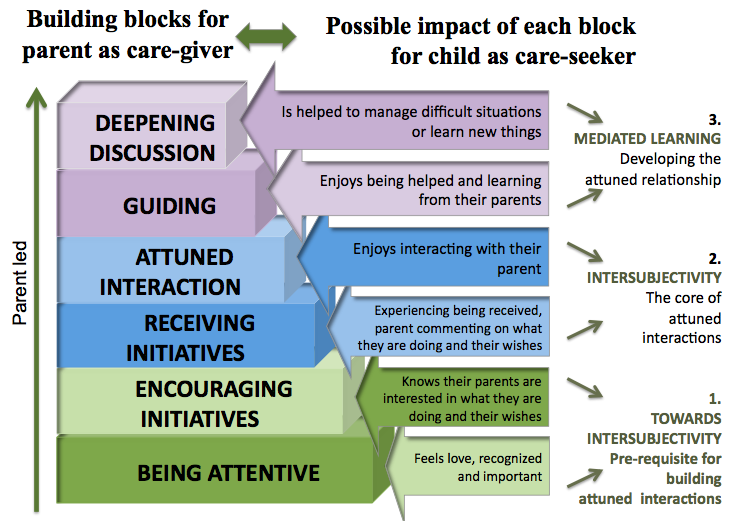 Building blocks for
parent as care-giver
Possible impact of each block
for child as care-seeker
Parent led
DEEPENING
DISCUSSION
Is helped to manage difficult situations
or learn new things
3.
MEDIATED LEARNING
Developing the
attuned relationship
GUIDING
Enjoys being helped and learning
from their parents
ATTUNED
INTERACTION
Enjoys interacting with their
parent
2.
INTERSUBJECTIVITY
The core of
attuned
interactions
RECEIVING
INITIATIVES
Experiencing being received,
parent commenting on what
they are doing and their wishes
ENCOURAGING
INITIATIVES
Knows their parents are
interested in what they are
doing and their wishes
1.
TOWARDS
INTERSUBJECTIVITY
Pre-requisite for
building
attuned interactions
BEING ATTENTIVE
Feels love, recognized
and important